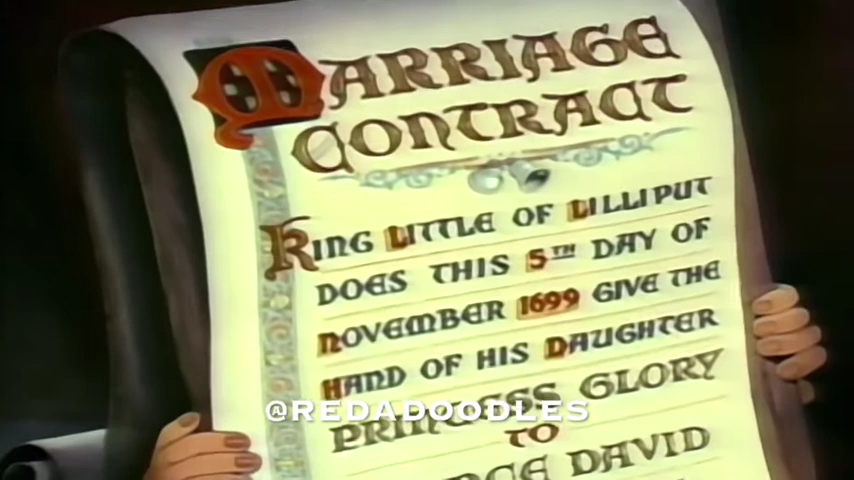 MARRIAGE
CONTRACT
KING LITTLE OF LILLIPUT
DOES THIS 5TH DAY OF
NOVEMBER 1699 GIVE THE
HAND OF HIS DAUGHTER
PRINCESS GLORY
@REDADOODLES
TO
DAVID